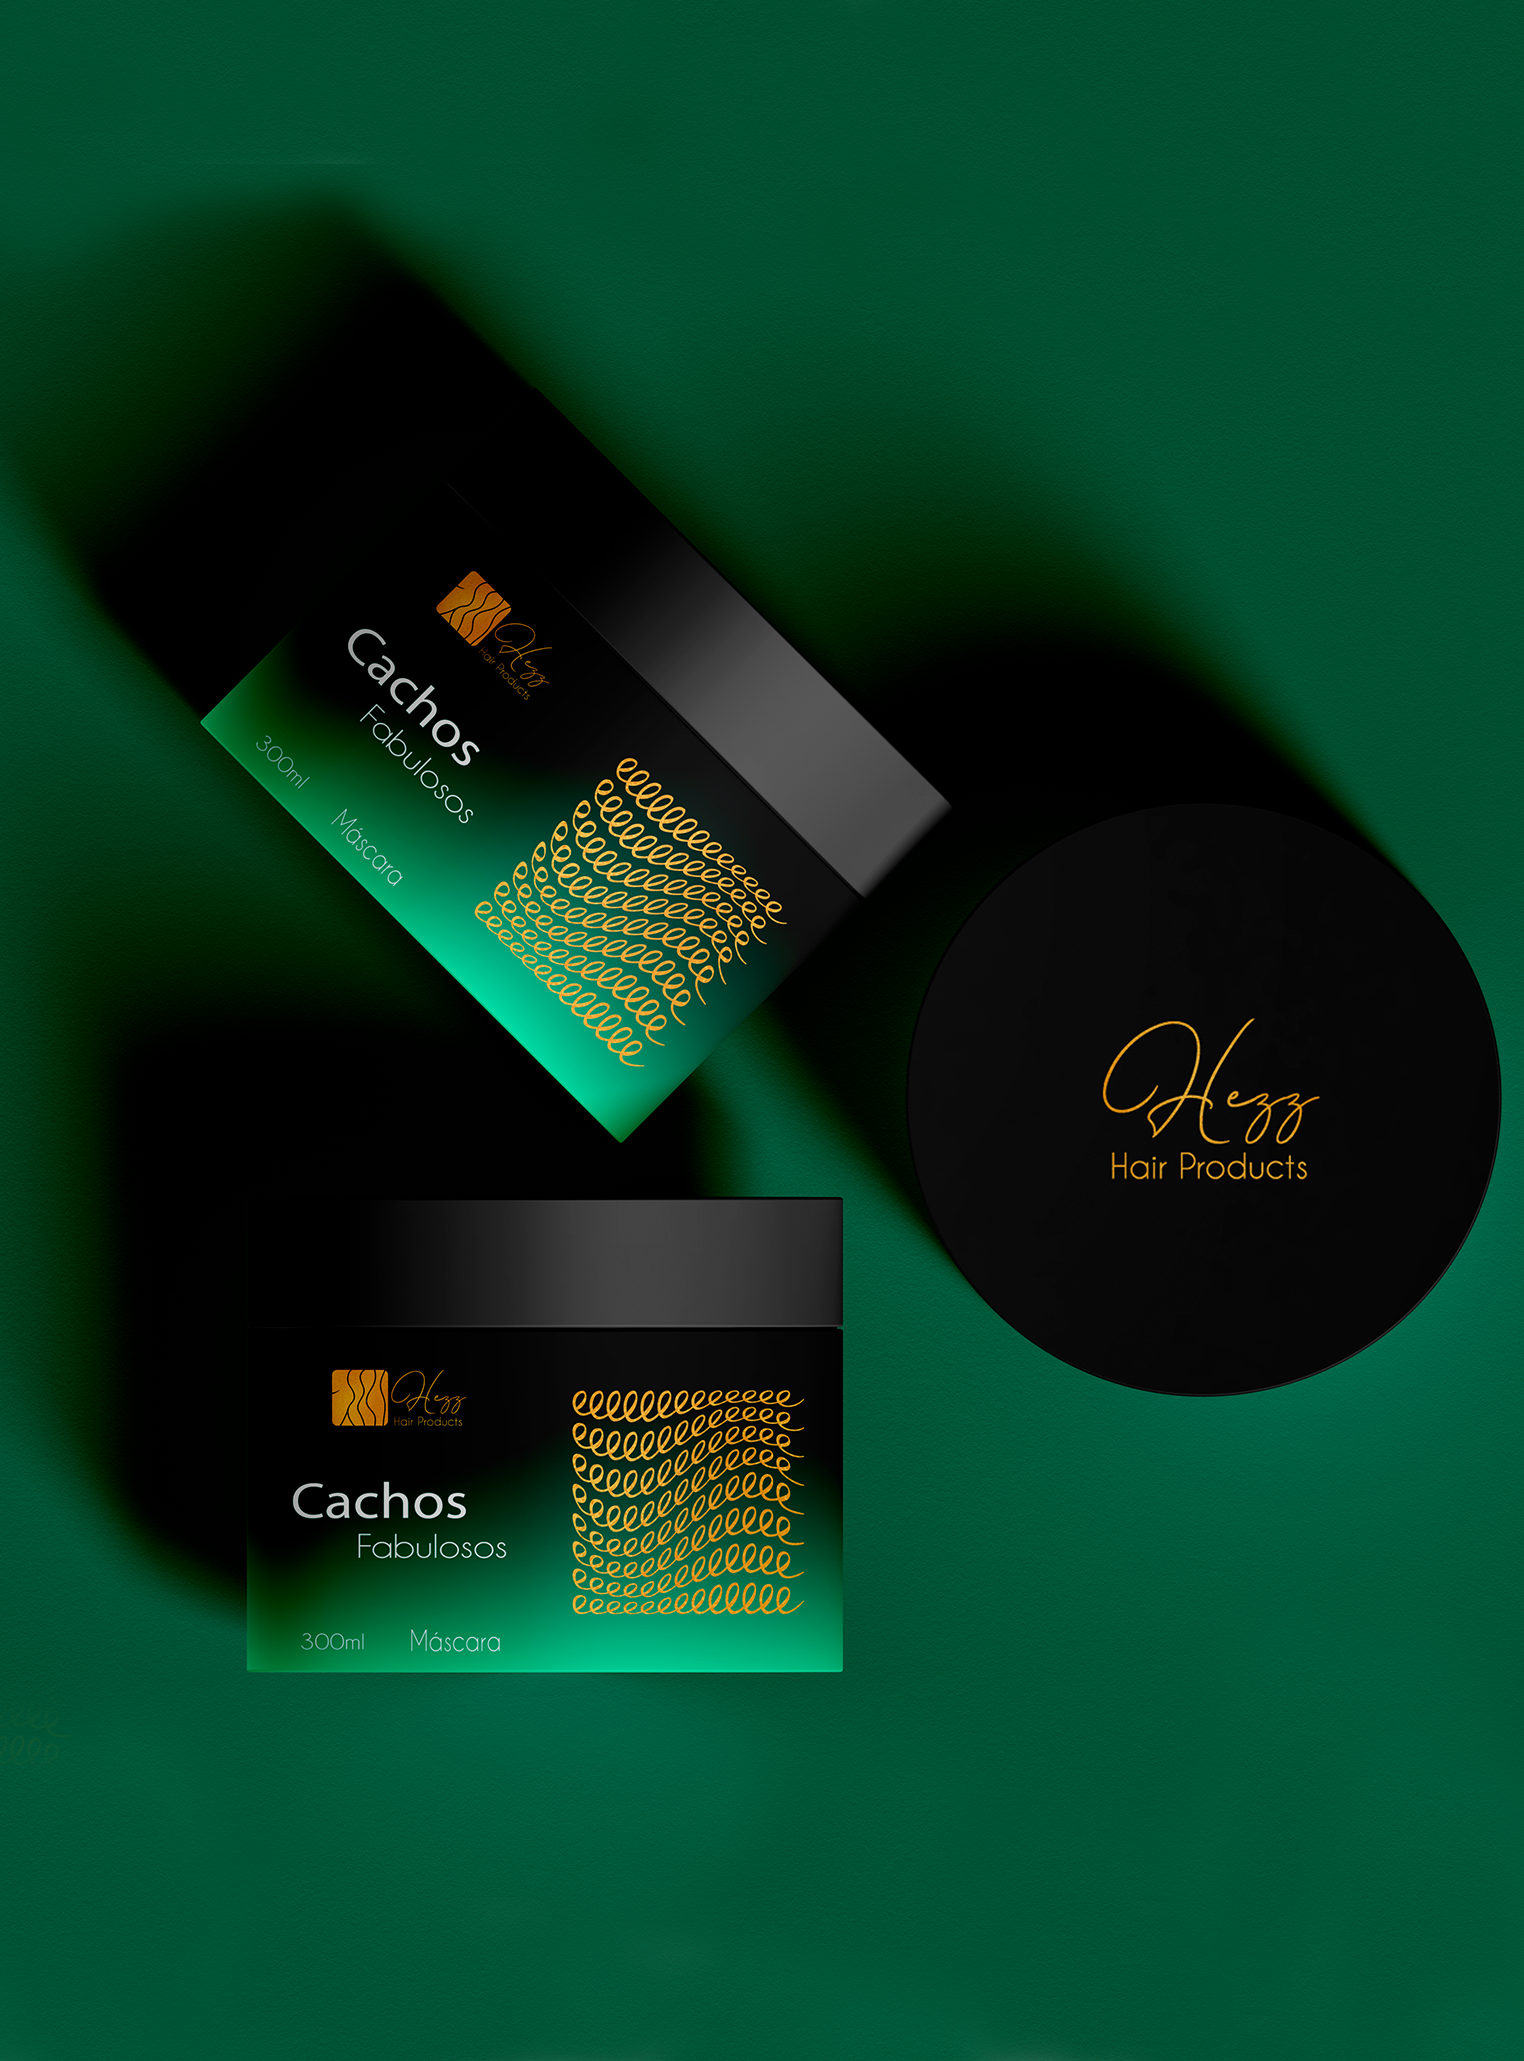 Hezz
Hair Products
Cachos
Fabulosos
300ml
Máscara
Hezz
Hair Products
Hezz
Hair Products
Cachos
Fabulosos
300ml Máscara